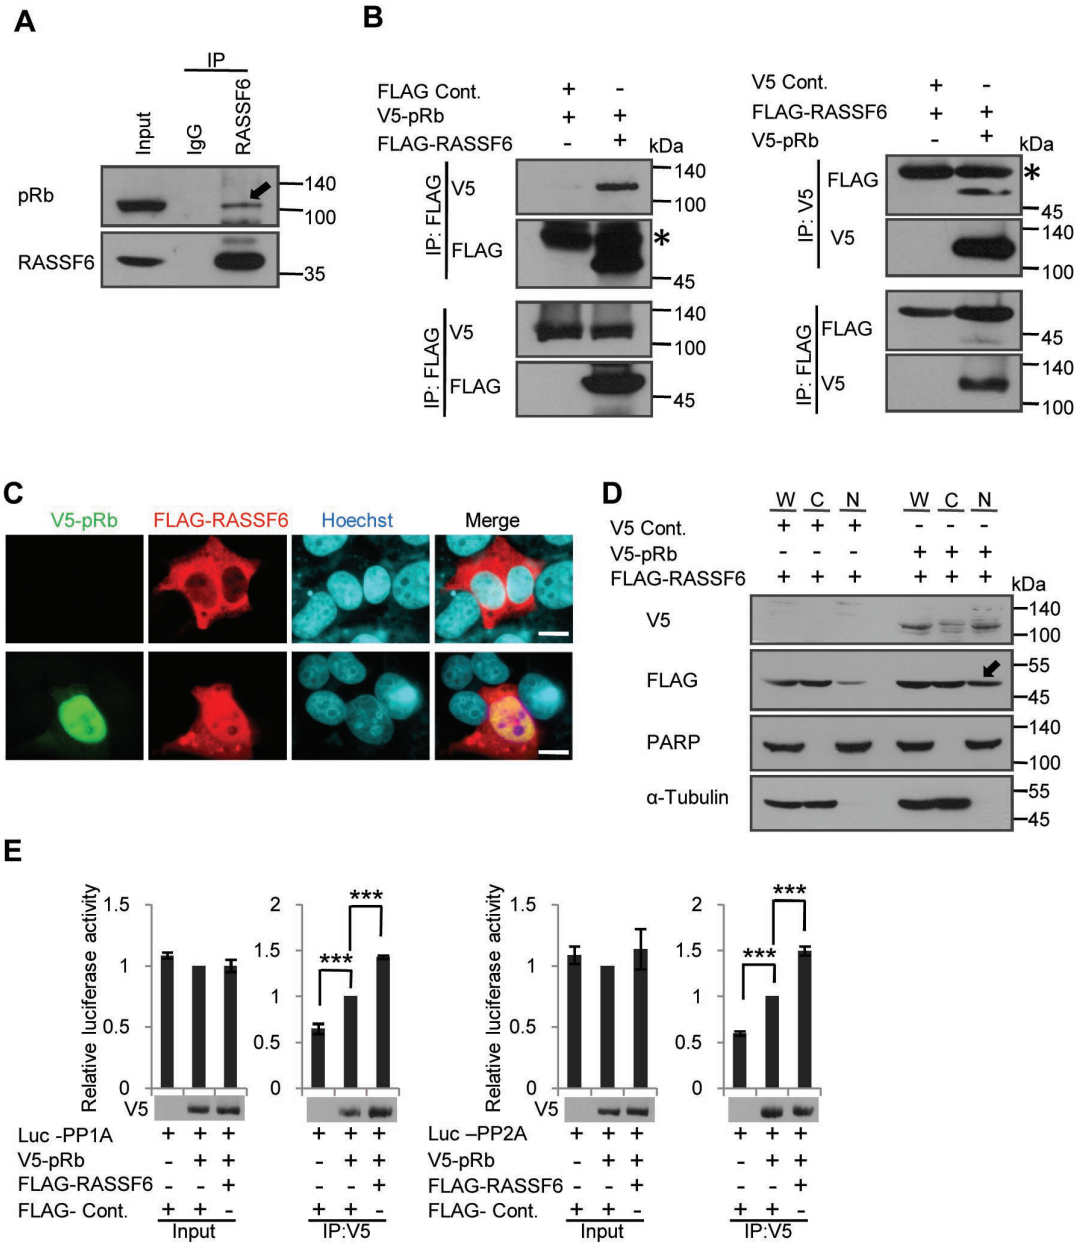 A
IP
Input
IgG
RASSF6
pRb
140
100
RASSF6
35
B
FLAG Cont. + -
V5-pRb + +
FLAG-RASSF6 - +
kDa
IP: FLAG
V5
140
100
FLAG
*
45
IP: FLAG
V5
140
100
FLAG
45
V5 Cont. + -
FLAG-RASSF6 + +
V5-pRb - +
kDa
IP: V5
FLAG
*
45
V5
140
100
IP: FLAG
FLAG
45
V5
140
100
C
V5-pRb FLAG-RASSF6 Hoechst Merge
D
W C N W C N
V5 Cont. + + + - - -
V5-pRb - - - + + +
FLAG-RASSF6 + + + + + +
kDa
V5
140
100
FLAG
55
45
PARP
140
100
α-Tubulin
55
45
E
Relative luciferase activity
1.5
1
0.5
0
2
1.5
1
0.5
0
***
***
V5
Luc -PP1A + + + + + +
V5-pRb - + + - + +
FLAG-RASSF6 + +
FLAG- Cont. + + - + + -
Input IP:V5
Relative luciferase activity
1.5
1
0.5
0
2
1.5
1
0.5
0
***
***
V5
Luc –PP2A + + + + + +
V5-pRb - + + - + +
FLAG-RASSF6 + +
FLAG- Cont. + + - + + -
Input IP:V5